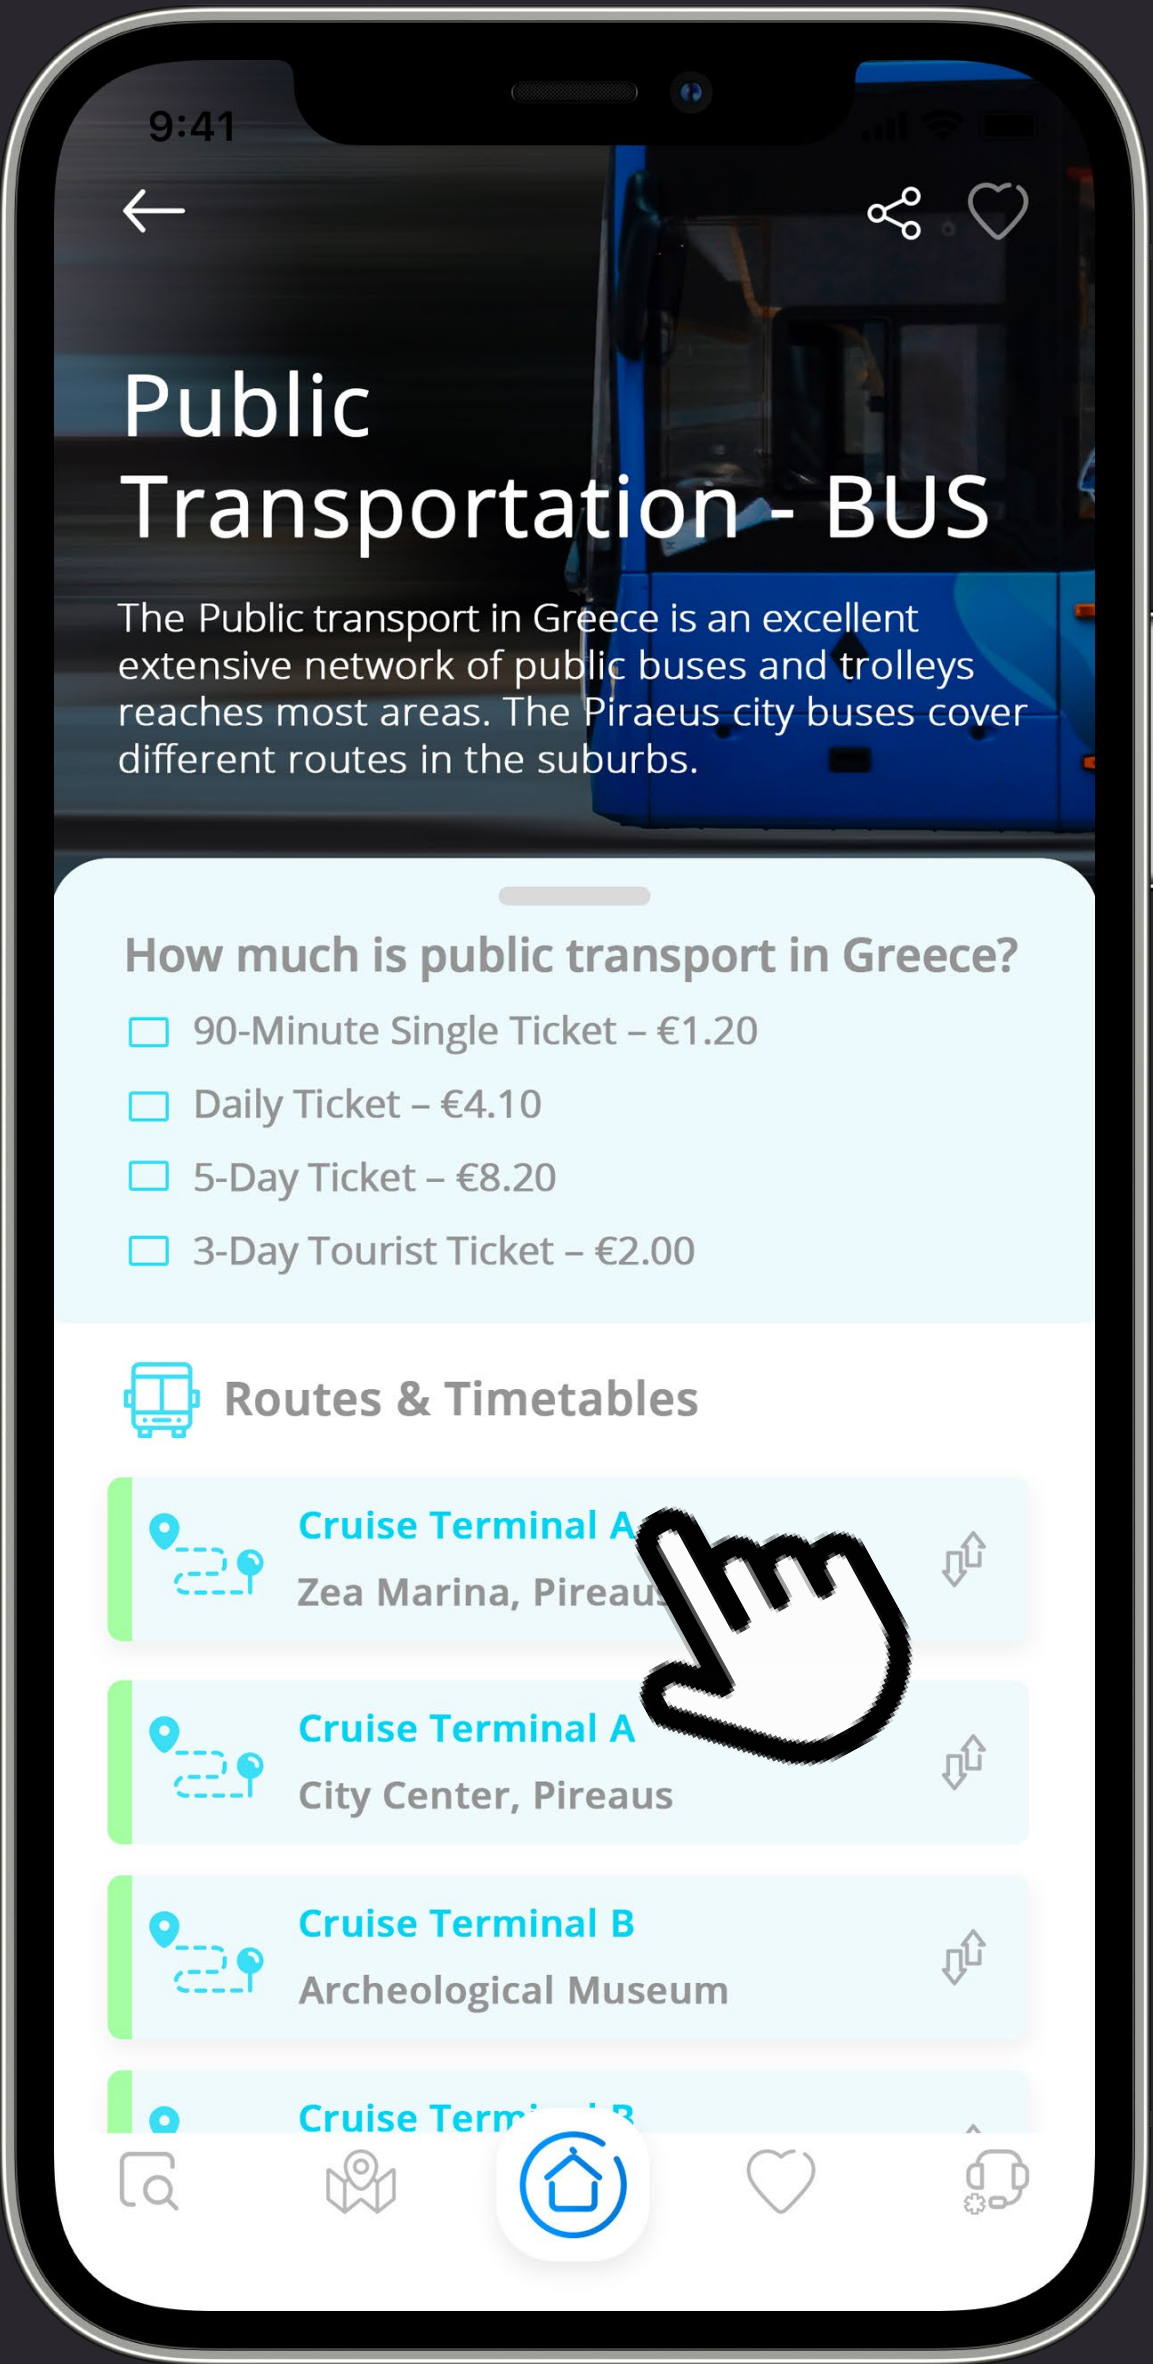 9:41
Public
Transportation - BUS
The Public transport in Greece is an excellent
extensive network of public buses and trolleys
reaches most areas. The Piraeus city buses cover
different routes in the suburbs.
How much is public transport in Greece?
90-Minute Single Ticket – €1.20
Daily Ticket – €4.10
5-Day Ticket – €8.20
3-Day Tourist Ticket – €2.00
Routes & Timetables
Cruise Terminal A
Zea Marina, Pireaus
Cruise Terminal A
City Center, Pireaus
Cruise Terminal B
Archeological Museum
Cruise Terminal B